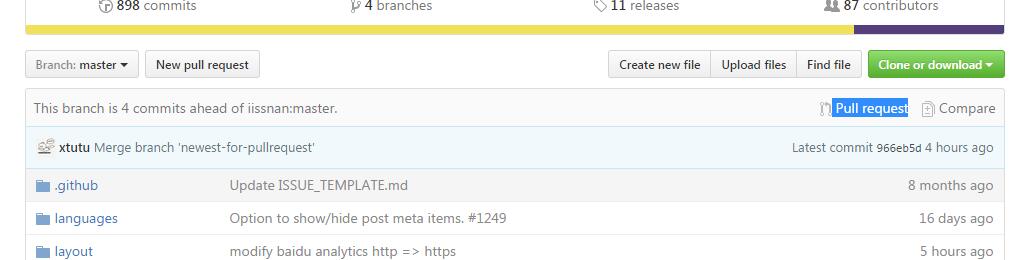 898 commits 4 branches 11 releases 87 contributors
Branch: master New pull request Create new file Upload files Find file Clone or download
This branch is 4 commits ahead of iissnan:master. Pull request Compare
xtutu Merge branch 'newest-for-pullrequest' Latest commit 966eb5d 4 hours ago
.github Update ISSUE_TEMPLATE.md 8 months ago
languages Option to show/hide post meta items. #1249 16 days ago
layout modify baidu analytics http => https 5 hours ago